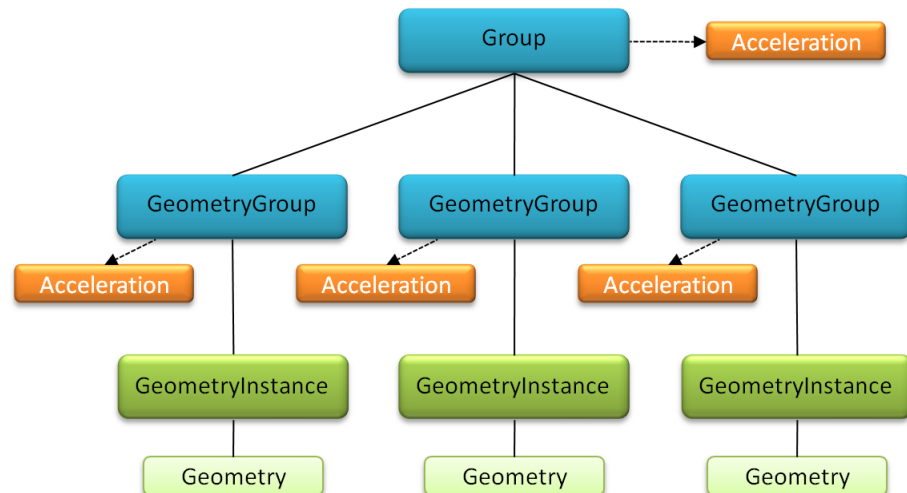 Group
Acceleration
GeometryGroup
GeometryGroup
GeometryGroup
Acceleration
Acceleration
Acceleration
GeometryInstance
GeometryInstance
GeometryInstance
Geometry
Geometry
Geometry